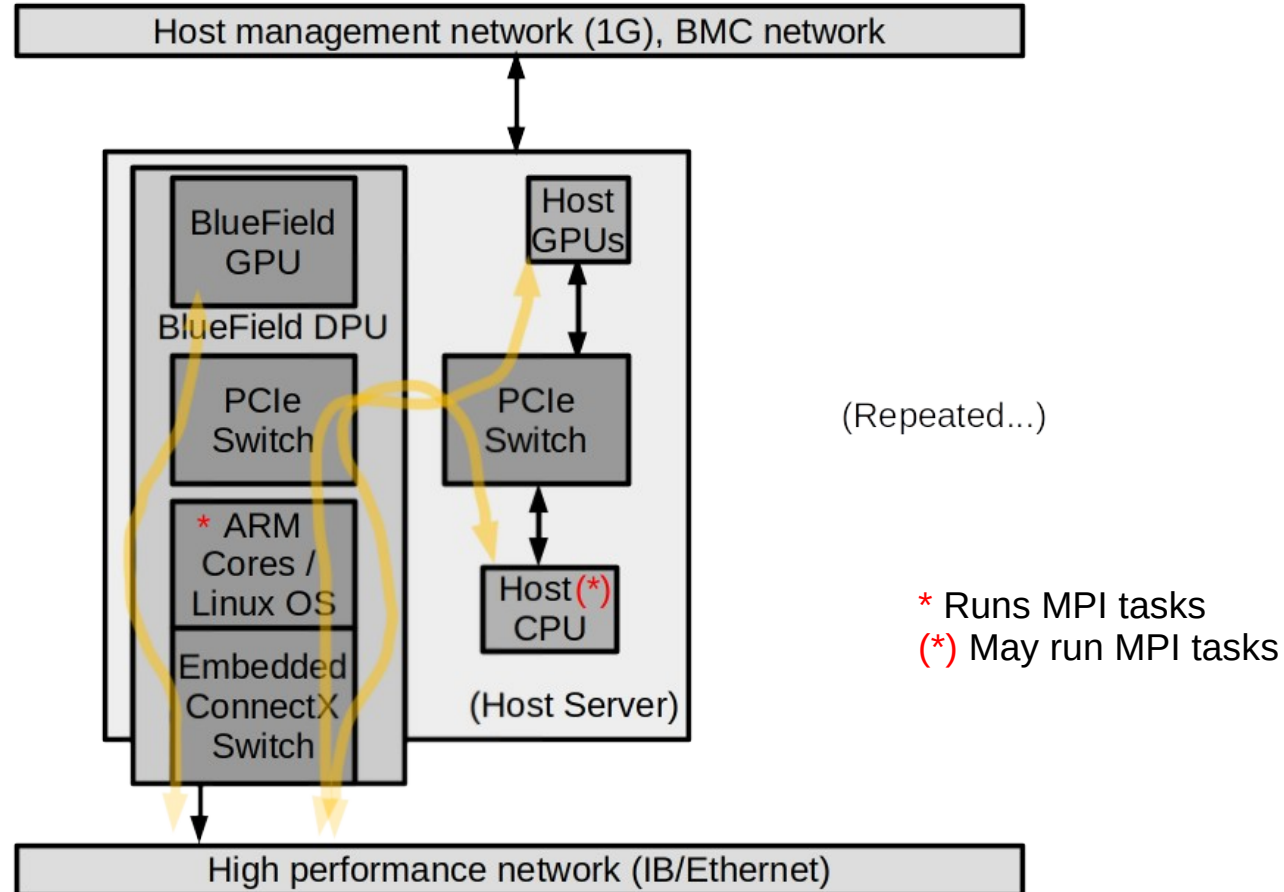 Host management network (1G), BMC network
BlueField
GPU
BlueField DPU
PCIe
Switch
* ARM
Cores /
Linux OS
Embedded
ConnectX
Switch
Host
GPUs
PCIe
Switch
Host(*)
CPU
(Host Server)
(Repeated...)
* Runs MPI tasks
(*) May run MPI tasks
High performance network (IB/Ethernet)